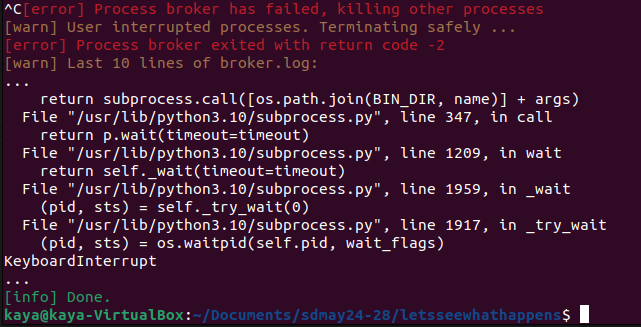 ^C[error] Process broker has failed, killing other processes
[warn] User interrupted processes. Terminating safely ...
[error] Process broker exited with return code -2
[warn] Last 10 lines of broker.log:
...
    return subprocess.call([os.path.join(BIN_DIR, name)] + args)
  File "/usr/lib/python3.10/subprocess.py", line 347, in call
    return p.wait(timeout=timeout)
  File "/usr/lib/python3.10/subprocess.py", line 1209, in wait
    return self._wait(timeout=timeout)
  File "/usr/lib/python3.10/subprocess.py", line 1959, in _wait
    (pid, sts) = self._try_wait(0)
  File "/usr/lib/python3.10/subprocess.py", line 1917, in _try_wait
    (pid, sts) = os.waitpid(self.pid, wait_flags)
KeyboardInterrupt
...
[info] Done.
kaya@kaya-VirtualBox:~/Documents/sdmay24-28/letsseewhathappens$